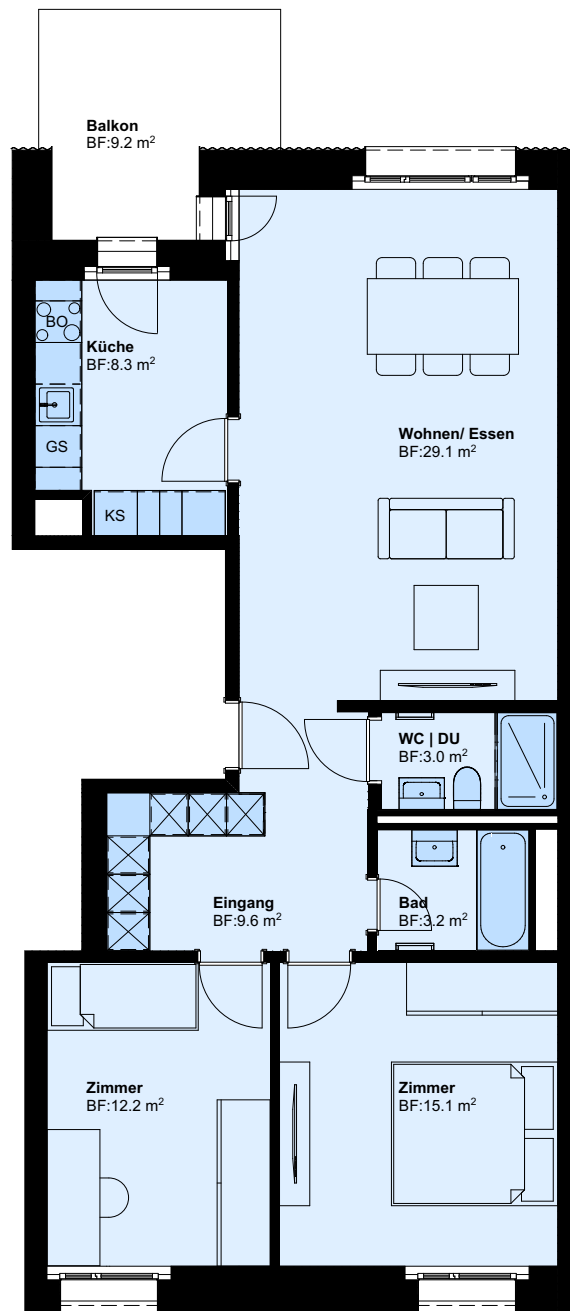 Balkon
BF:9.2 m²
BO
Küche
BF:8.3 m²
GS
KS
Wohnen/ Essen
BF:29.1 m²
WC | DU
BF:3.0 m²
Eingang
BF:9.6 m²
Bad
BF:3.2 m²
Zimmer
BF:12.2 m²
Zimmer
BF:15.1 m²